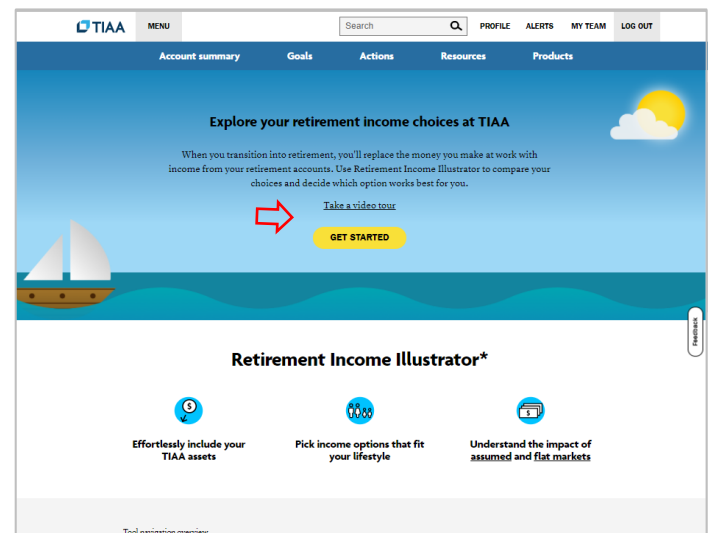 TIAA
MENU
Search
PROFILE
ALERTS
MY TEAM
LOG OUT
Account summary
Goals
Actions
Resources
Products
Explore your retirement income choices at TIAA
When you transition into retirement, you'll replace the money you make at work with
income from your retirement accounts. Use Retirement Income Illustrator to compare your
choices and decide which option works best for you.
Take a video tour
GET STARTED
Feedback
Retirement Income Illustrator*
Effortlessly include your
TIAA assets
Pick income options that fit
your lifestyle
Understand the impact of
assumed and flat markets
Tool navigation overview